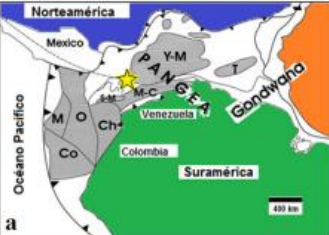 Norteamérica
Mexico
Y-M
PANGEA
T
Gondwana
S-M
M-C
M
O
Ch
Venezuela
Co
Colombia
Océano Pacífico
Suramérica
400 km
a